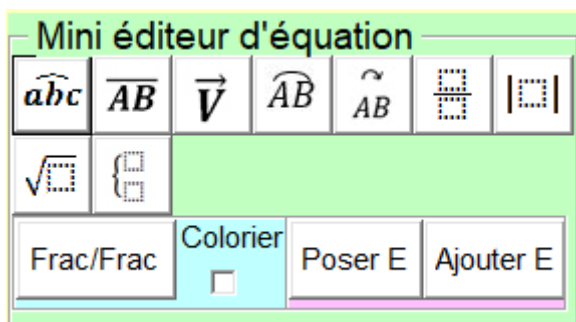 Mini éditeur d'équation
abc AB V AB AB
Colorier
Frac/Frac Poser E Ajouter E